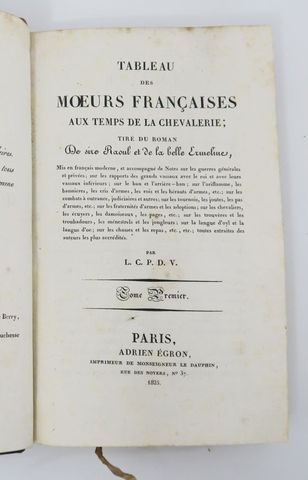 TABLEAU
DES
MŒURS FRANÇAISES
AUX TEMPS DE LA CHEVALERIE;
TIRÉ DU ROMAN
De sire Raoul et de la belle Ermeline,
Mis en français moderne, et accompagné de Notes sur les guerres générales
et privées; sur les rapports des grands vassaux avec le roi et avec leurs
vassaux inférieurs; sur le ban et l'arrière-ban; sur l'oriflamme, les
bannières, les cris d'armes, les rois et les hérauts d'armes, etc.; sur les
combats à outrance, judiciaires et autres; sur les tournois, les joutes, les pas
d'armes, etc.; sur les fraternités d'armes et les adoptions; sur les chevaliers,
les écuyers, les damoiseaux, les pages, etc.; sur les trouvères et les
troubadours, les ménestrels et les jongleurs; sur la langue d'oyl et la
langue d'oc; sur les chasses et les repas, etc., etc.; toutes extraites des
auteurs les plus accrédités.
PAR
L. C. P. D. V.
Tome Premier.
PARIS,
ADRIEN ÉGRON,
IMPRIMEUR DE MONSEIGNEUR LE DAUPHIN,
RUE DES NOYERS, Nº 37.
1825.
Berry,